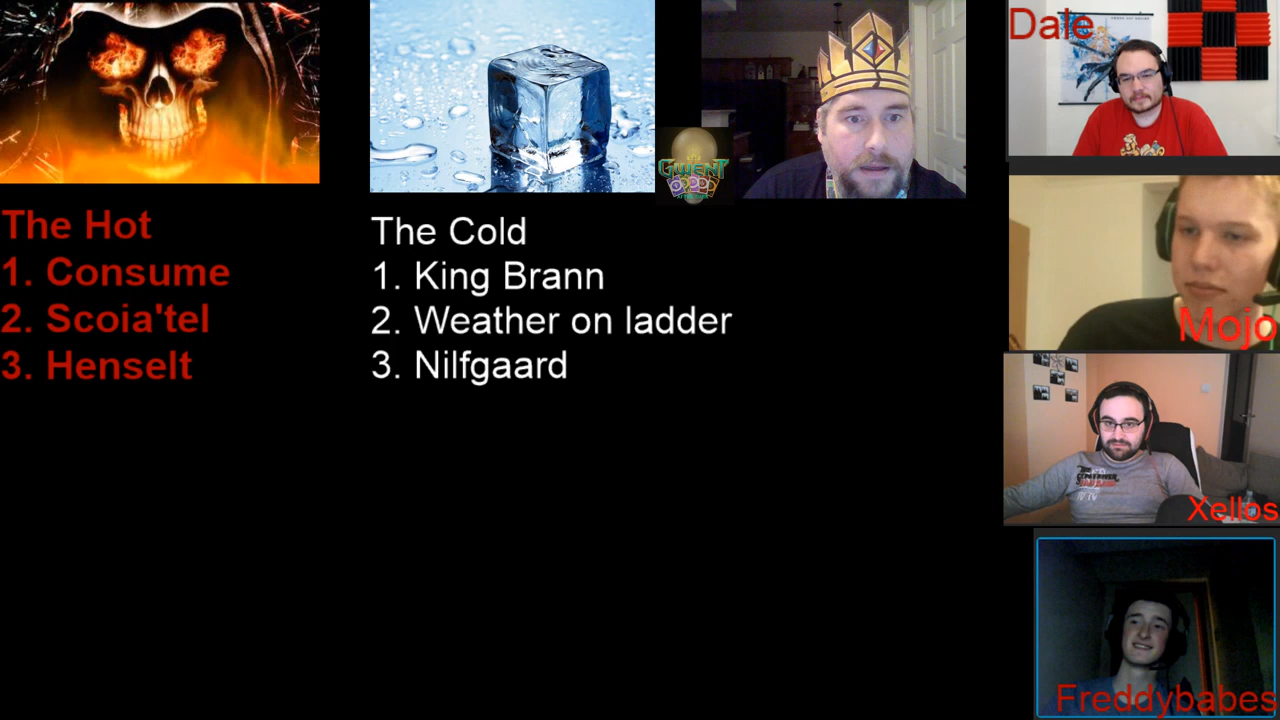 The Hot
1. Consume
2. Scoia'tel
3. Henselt
The Cold
1. King Brann
2. Weather on ladder
3. Nilfgaard
GWENT
Dale
Mojo
Xellos
Freddybabes